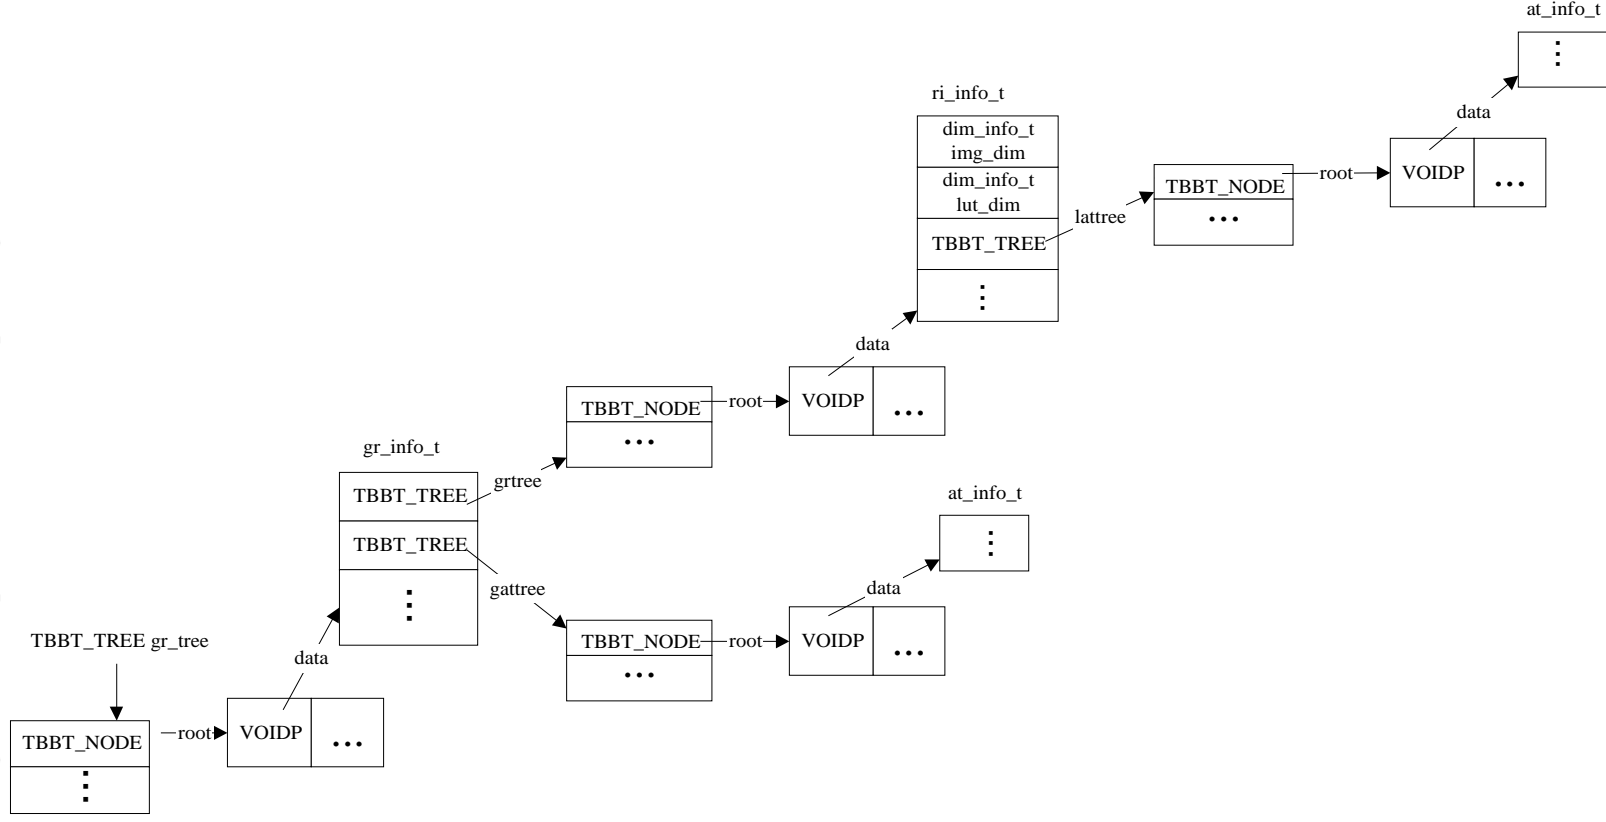 at_info_t
data
ri_info_t
dim_info_t
img_dim
dim_info_t
lut_dim
TBBT_TREE
lattree
TBBT_NODE
root
VOIDP
...
...
data
TBBT_NODE
root
VOIDP
...
...
gr_info_t
TBBT_TREE
grtree
TBBT_TREE
gattree
at_info_t
data
TBBT_NODE
root
VOIDP
...
...
TBBT_TREE gr_tree
data
TBBT_NODE
root
VOIDP
...